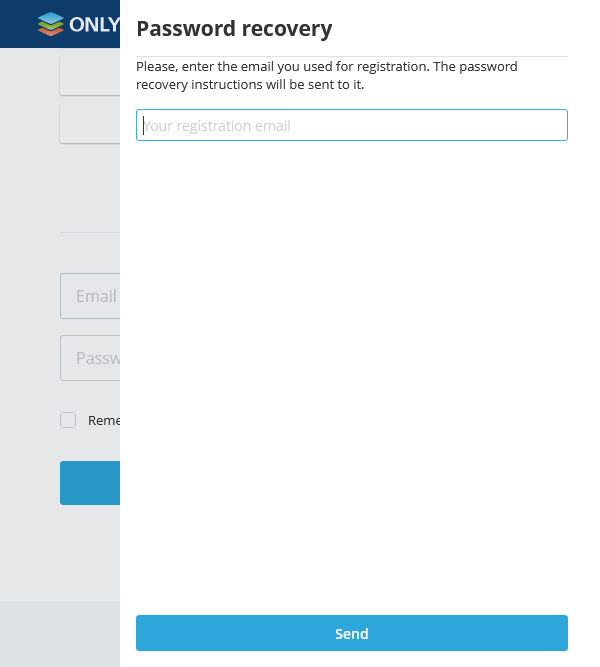 ONLY
Password recovery
Please, enter the email you used for registration. The password
recovery instructions will be sent to it.
Your registration email
Email
Passw
Reme
Send